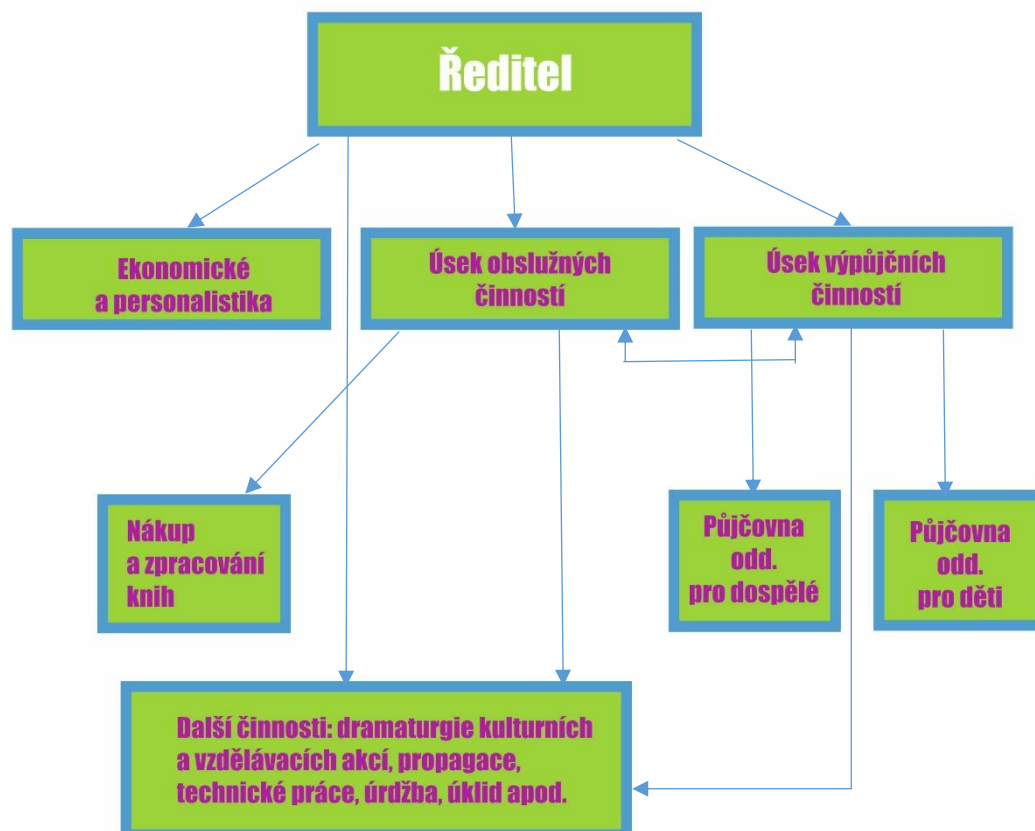 Ředitel
Ekonomické
a personalistika
Úsek obslužných
činností
Úsek výpůjčních
činností
Nákup
a zpracování
knih
Půjčovna
odd.
pro dospělé
Půjčovna
odd.
pro děti
Další činnosti: dramaturgie kulturních
a vzdělávacích akcí, propagace,
technické práce, úrdžba, úklid apod.